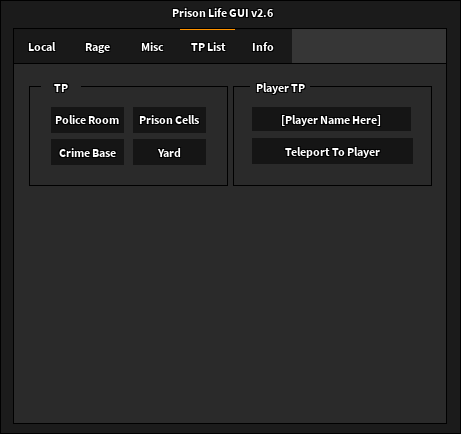 Prison Life GUI v2.6
Local Rage Misc TP List Info
TP
Police Room Prison Cells
Crime Base Yard
Player TP
[Player Name Here]
Teleport To Player